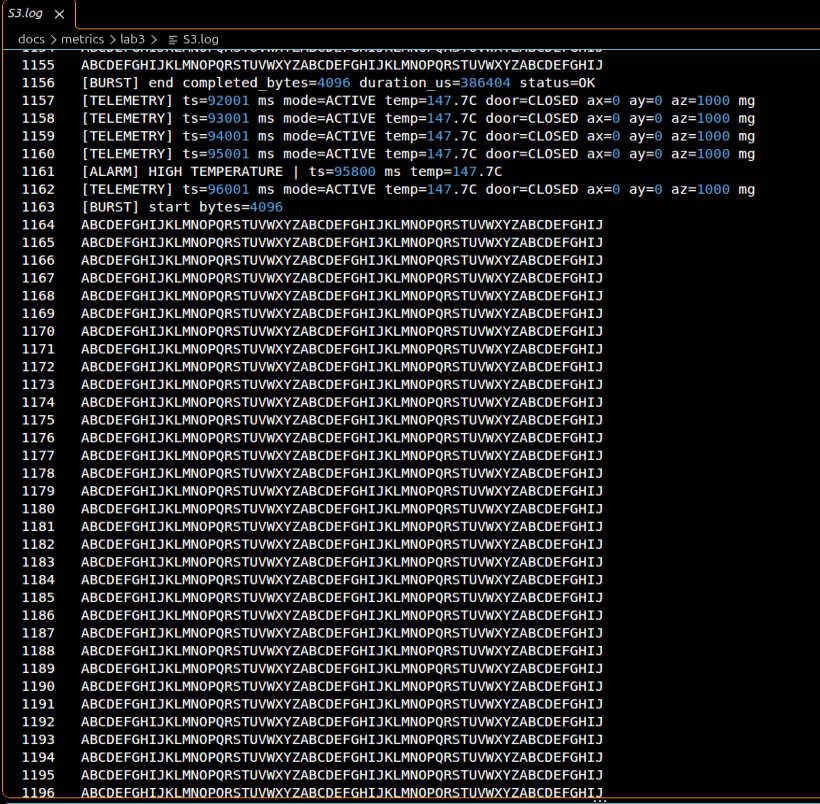 S3.log ×
docs > metrics > lab3 > S3.log
1155 ABCDEFGHIJKLMNOPQRSTUVWXYZABCDEFGHIJKLMNOPQRSTUVWXYZABCDEFGHIJ
1156 [BURST] end completed_bytes=4096 duration_us=386404 status=OK
1157 [TELEMETRY] ts=92001 ms mode=ACTIVE temp=147.7C door=CLOSED ax=0 ay=0 az=1000 mg
1158 [TELEMETRY] ts=93001 ms mode=ACTIVE temp=147.7C door=CLOSED ax=0 ay=0 az=1000 mg
1159 [TELEMETRY] ts=94001 ms mode=ACTIVE temp=147.7C door=CLOSED ax=0 ay=0 az=1000 mg
1160 [TELEMETRY] ts=95001 ms mode=ACTIVE temp=147.7C door=CLOSED ax=0 ay=0 az=1000 mg
1161 [ALARM] HIGH TEMPERATURE | ts=95800 ms temp=147.7C
1162 [TELEMETRY] ts=96001 ms mode=ACTIVE temp=147.7C door=CLOSED ax=0 ay=0 az=1000 mg
1163 [BURST] start bytes=4096
1164 ABCDEFGHIJKLMNOPQRSTUVWXYZABCDEFGHIJKLMNOPQRSTUVWXYZABCDEFGHIJ
1165 ABCDEFGHIJKLMNOPQRSTUVWXYZABCDEFGHIJKLMNOPQRSTUVWXYZABCDEFGHIJ
1166 ABCDEFGHIJKLMNOPQRSTUVWXYZABCDEFGHIJKLMNOPQRSTUVWXYZABCDEFGHIJ
1167 ABCDEFGHIJKLMNOPQRSTUVWXYZABCDEFGHIJKLMNOPQRSTUVWXYZABCDEFGHIJ
1168 ABCDEFGHIJKLMNOPQRSTUVWXYZABCDEFGHIJKLMNOPQRSTUVWXYZABCDEFGHIJ
1169 ABCDEFGHIJKLMNOPQRSTUVWXYZABCDEFGHIJKLMNOPQRSTUVWXYZABCDEFGHIJ
1170 ABCDEFGHIJKLMNOPQRSTUVWXYZABCDEFGHIJKLMNOPQRSTUVWXYZABCDEFGHIJ
1171 ABCDEFGHIJKLMNOPQRSTUVWXYZABCDEFGHIJKLMNOPQRSTUVWXYZABCDEFGHIJ
1172 ABCDEFGHIJKLMNOPQRSTUVWXYZABCDEFGHIJKLMNOPQRSTUVWXYZABCDEFGHIJ
1173 ABCDEFGHIJKLMNOPQRSTUVWXYZABCDEFGHIJKLMNOPQRSTUVWXYZABCDEFGHIJ
1174 ABCDEFGHIJKLMNOPQRSTUVWXYZABCDEFGHIJKLMNOPQRSTUVWXYZABCDEFGHIJ
1175 ABCDEFGHIJKLMNOPQRSTUVWXYZABCDEFGHIJKLMNOPQRSTUVWXYZABCDEFGHIJ
1176 ABCDEFGHIJKLMNOPQRSTUVWXYZABCDEFGHIJKLMNOPQRSTUVWXYZABCDEFGHIJ
1177 ABCDEFGHIJKLMNOPQRSTUVWXYZABCDEFGHIJKLMNOPQRSTUVWXYZABCDEFGHIJ
1178 ABCDEFGHIJKLMNOPQRSTUVWXYZABCDEFGHIJKLMNOPQRSTUVWXYZABCDEFGHIJ
1179 ABCDEFGHIJKLMNOPQRSTUVWXYZABCDEFGHIJKLMNOPQRSTUVWXYZABCDEFGHIJ
1180 ABCDEFGHIJKLMNOPQRSTUVWXYZABCDEFGHIJKLMNOPQRSTUVWXYZABCDEFGHIJ
1181 ABCDEFGHIJKLMNOPQRSTUVWXYZABCDEFGHIJKLMNOPQRSTUVWXYZABCDEFGHIJ
1182 ABCDEFGHIJKLMNOPQRSTUVWXYZABCDEFGHIJKLMNOPQRSTUVWXYZABCDEFGHIJ
1183 ABCDEFGHIJKLMNOPQRSTUVWXYZABCDEFGHIJKLMNOPQRSTUVWXYZABCDEFGHIJ
1184 ABCDEFGHIJKLMNOPQRSTUVWXYZABCDEFGHIJKLMNOPQRSTUVWXYZABCDEFGHIJ
1185 ABCDEFGHIJKLMNOPQRSTUVWXYZABCDEFGHIJKLMNOPQRSTUVWXYZABCDEFGHIJ
1186 ABCDEFGHIJKLMNOPQRSTUVWXYZABCDEFGHIJKLMNOPQRSTUVWXYZABCDEFGHIJ
1187 ABCDEFGHIJKLMNOPQRSTUVWXYZABCDEFGHIJKLMNOPQRSTUVWXYZABCDEFGHIJ
1188 ABCDEFGHIJKLMNOPQRSTUVWXYZABCDEFGHIJKLMNOPQRSTUVWXYZABCDEFGHIJ
1189 ABCDEFGHIJKLMNOPQRSTUVWXYZABCDEFGHIJKLMNOPQRSTUVWXYZABCDEFGHIJ
1190 ABCDEFGHIJKLMNOPQRSTUVWXYZABCDEFGHIJKLMNOPQRSTUVWXYZABCDEFGHIJ
1191 ABCDEFGHIJKLMNOPQRSTUVWXYZABCDEFGHIJKLMNOPQRSTUVWXYZABCDEFGHIJ
1192 ABCDEFGHIJKLMNOPQRSTUVWXYZABCDEFGHIJKLMNOPQRSTUVWXYZABCDEFGHIJ
1193 ABCDEFGHIJKLMNOPQRSTUVWXYZABCDEFGHIJKLMNOPQRSTUVWXYZABCDEFGHIJ
1194 ABCDEFGHIJKLMNOPQRSTUVWXYZABCDEFGHIJKLMNOPQRSTUVWXYZABCDEFGHIJ
1195 ABCDEFGHIJKLMNOPQRSTUVWXYZABCDEFGHIJKLMNOPQRSTUVWXYZABCDEFGHIJ
1196 ABCDEFGHIJKLMNOPQRSTUVWXYZABCDEFGHIJKLMNOPQRSTUVWXYZABCDEFGHIJ